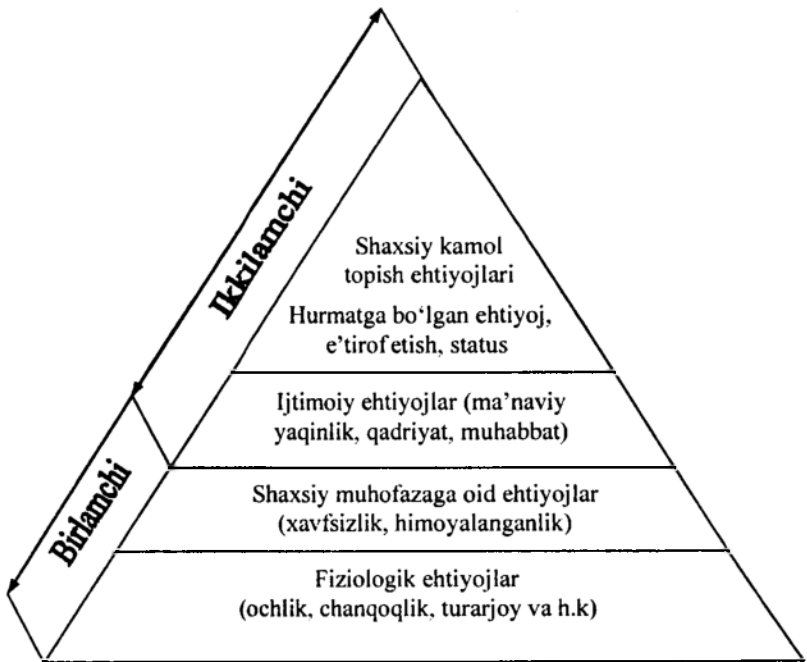 Ikkilamchi
Birlamchi
Shaxsiy kamol
topish ehtiyojlari
Hurmatga bo‘lgan ehtiyoj,
e’tirof etish, status
Ijtimoiy ehtiyojlar (ma’naviy
yaqinlik, qadriyat, muhabbat)
Shaxsiy muhofazaga oid ehtiyojlar
(xavfsizlik, himoyalanganlik)
Fiziologik ehtiyojlar
(ochlik, chanqoqlik, turarjoy va h.k)